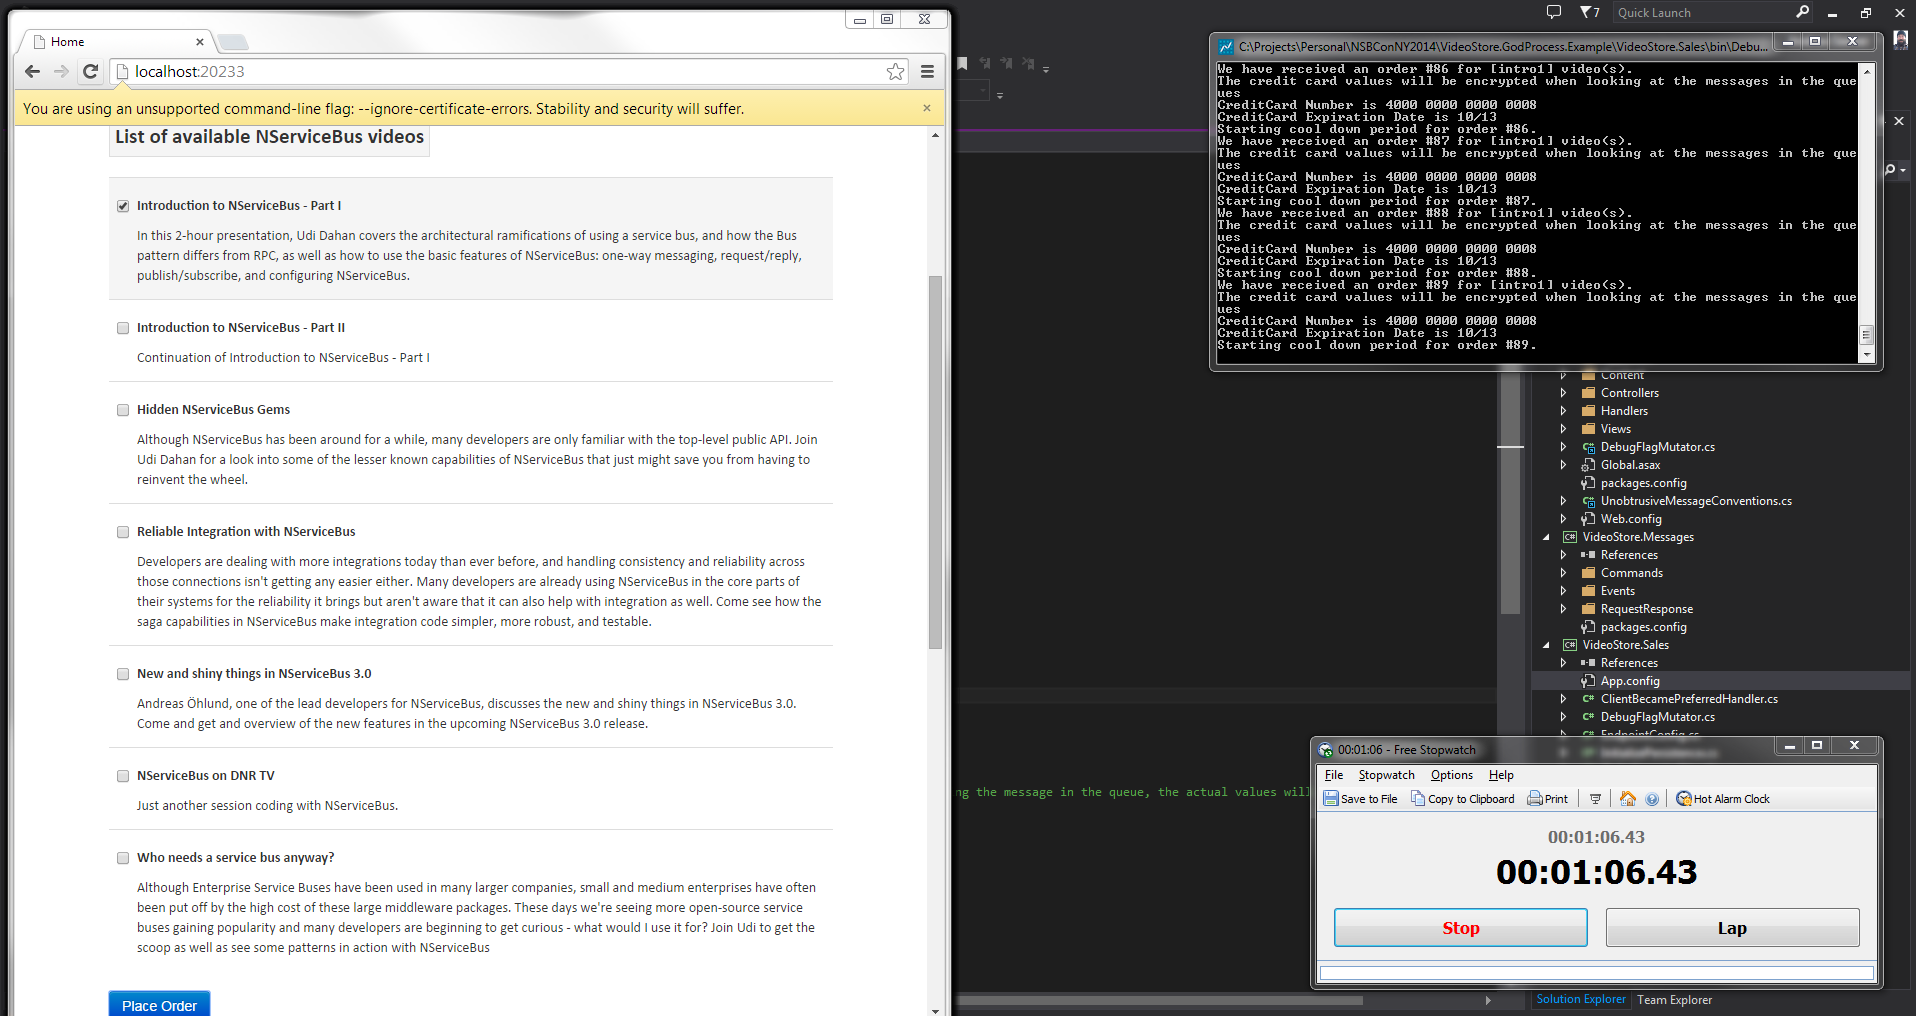 Home
localhost:20233
You are using an unsupported command-line flag: --ignore-certificate-errors. Stability and security will suffer.
List of available NServiceBus videos
Introduction to NServiceBus - Part I
In this 2-hour presentation, Udi Dahan covers the architectural ramifications of using a service bus, and how the Bus
pattern differs from RPC, as well as how to use the basic features of NServiceBus: one-way messaging, request/reply,
publish/subscribe, and configuring NServiceBus.
Introduction to NServiceBus - Part II
Continuation of Introduction to NServiceBus - Part I
Hidden NServiceBus Gems
Although NServiceBus has been around for a while, many developers are only familiar with the top-level public API. Join
Udi Dahan for a look into some of the lesser known capabilities of NServiceBus that just might save you from having to
reinvent the wheel.
Reliable Integration with NServiceBus
Developers are dealing with more integrations today than ever before, and handling consistency and reliability across
those connections isn't getting any easier either. Many developers are already using NServiceBus in the core parts of
their systems for the reliability it brings but aren't aware that it can also help with integration as well. Come see how the
saga capabilities in NServiceBus make integration code simpler, more robust, and testable.
New and shiny things in NServiceBus 3.0
Andreas Öhlund, one of the lead developers for NServiceBus, discusses the new and shiny things in NServiceBus 3.0.
Come and get and overview of the new features in the upcoming NServiceBus 3.0 release.
NServiceBus on DNR TV
Just another session coding with NServiceBus.
Who needs a service bus anyway?
Although Enterprise Service Buses have been used in many larger companies, small and medium enterprises have often
been put off by the high cost of these large middleware packages. These days we're seeing more open-source service
buses gaining popularity and many developers are beginning to get curious - what would I use it for? Join Udi to get the
scoop as well as see some patterns in action with NServiceBus
Place Order
7
Quick Launch
C:\Projects\Personal\NSBConNY2014\VideoStore.GodProcess.Example\VideoStore.Sales\bin\Debu...
We have received an order #86 for [intro1] video(s).
The credit card values will be encrypted when looking at the messages in the que
ues
CreditCard Number is 4000 0000 0000 0008
CreditCard Expiration Date is 10/13
Starting cool down period for order #86.
We have received an order #87 for [intro1] video(s).
The credit card values will be encrypted when looking at the messages in the que
ues
CreditCard Number is 4000 0000 0000 0008
CreditCard Expiration Date is 10/13
Starting cool down period for order #87.
We have received an order #88 for [intro1] video(s).
The credit card values will be encrypted when looking at the messages in the que
ues
CreditCard Number is 4000 0000 0000 0008
CreditCard Expiration Date is 10/13
Starting cool down period for order #88.
We have received an order #89 for [intro1] video(s).
The credit card values will be encrypted when looking at the messages in the que
ues
CreditCard Number is 4000 0000 0000 0008
CreditCard Expiration Date is 10/13
Starting cool down period for order #89.
Content
Controllers
Handlers
Views
DebugFlagMutator.cs
Global.asax
packages.config
UnobtrusiveMessageConventions.cs
Web.config
VideoStore.Messages
References
Commands
Events
RequestResponse
packages.config
VideoStore.Sales
References
App.config
ClientBecamePreferredHandler.cs
DebugFlagMutator.cs
EndpointConfig.cs
ng the message in the queue, the actual values wil
00:01:06 - Free Stopwatch
File Stopwatch Options Help
Save to File Copy to Clipboard Print Hot Alarm Clock
00:01:06.43
00:01:06.43
Stop Lap
Solution Explorer Team Explorer